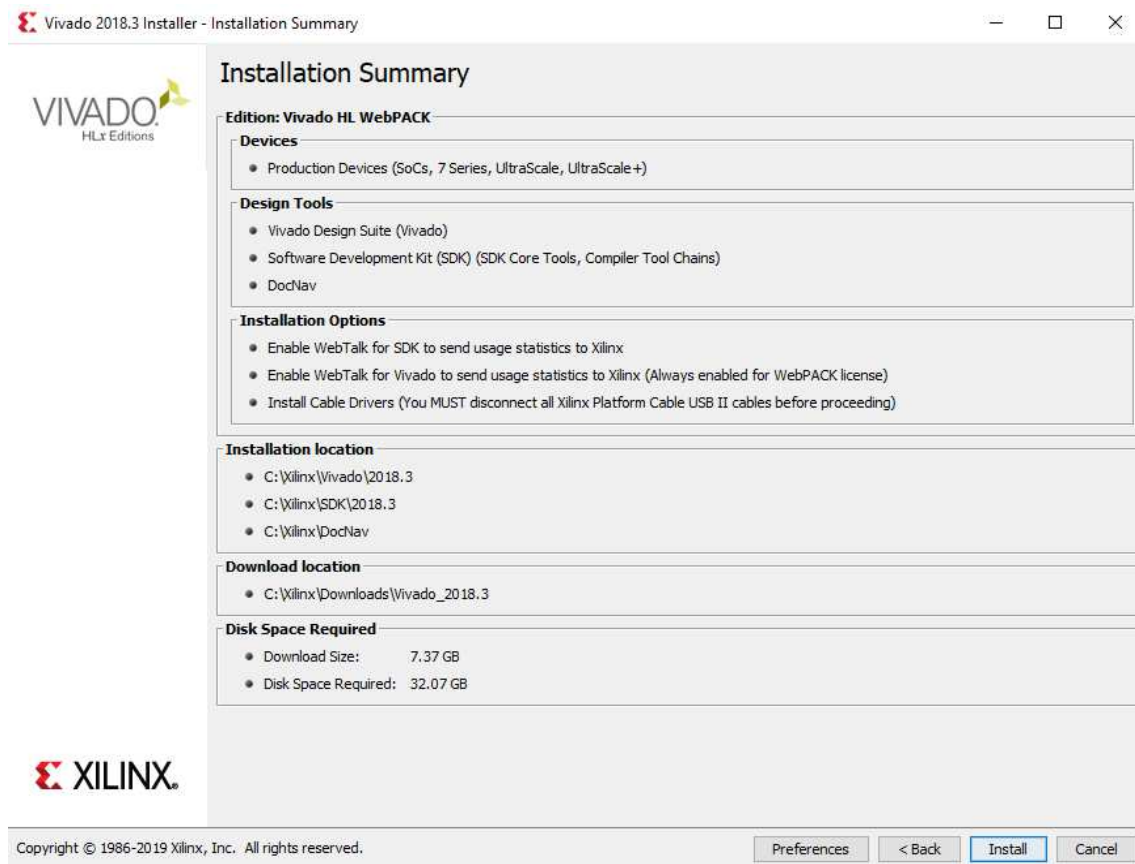 Vivado 2018.3 Installer - Installation Summary
VIVADO.
HLx Editions
Installation Summary
Edition: Vivado HL WebPACK
Devices
Production Devices (SoCs, 7 Series, UltraScale, UltraScale+)
Design Tools
Vivado Design Suite (Vivado)
Software Development Kit (SDK) (SDK Core Tools, Compiler Tool Chains)
DocNav
Installation Options
Enable WebTalk for SDK to send usage statistics to Xilinx
Enable WebTalk for Vivado to send usage statistics to Xilinx (Always enabled for WebPACK license)
Install Cable Drivers (You MUST disconnect all Xilinx Platform Cable USB II cables before proceeding)
Installation location
C:\Xilinx\Vivado\2018.3
C:\Xilinx\SDK\2018.3
C:\Xilinx\DocNav
Download location
C:\Xilinx\Downloads\Vivado_2018.3
Disk Space Required
Download Size: 7.37 GB
Disk Space Required: 32.07 GB
XILINX.
Copyright © 1986-2019 Xilinx, Inc. All rights reserved.
Preferences < Back Install Cancel